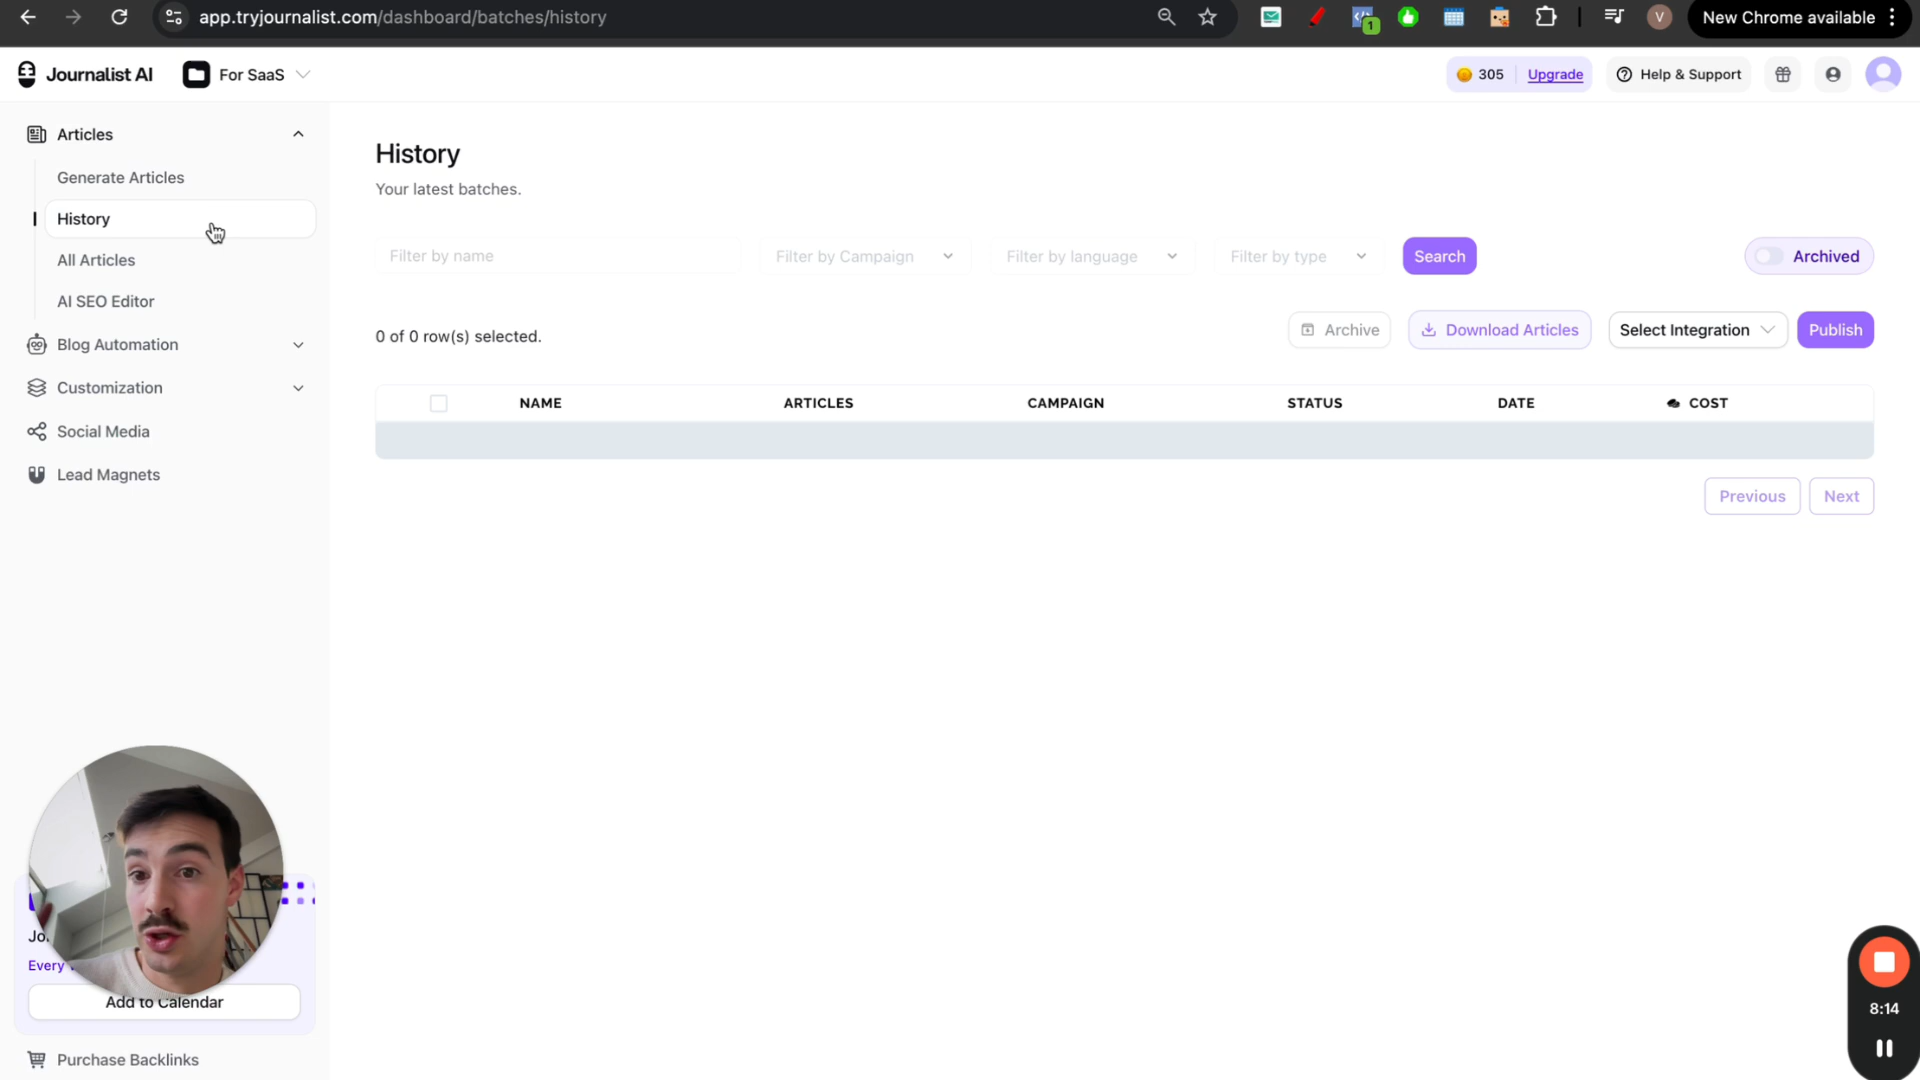 app.tryjournalist.com/dashboard/batches/history
1
V
New Chrome available
Journalist AI
For SaaS
305
Upgrade
Help & Support
Articles
Generate Articles
History
All Articles
AI SEO Editor
Blog Automation
Customization
Social Media
Lead Magnets
History
Your latest batches.
Filter by name
Filter by Campaign
Filter by language
Filter by type
Search
Archived
0 of 0 row(s) selected.
Archive
Download Articles
Select Integration
Publish
NAME
ARTICLES
CAMPAIGN
STATUS
DATE
COST
Previous
Next
Every
Add to Calendar
Purchase Backlinks
8:14